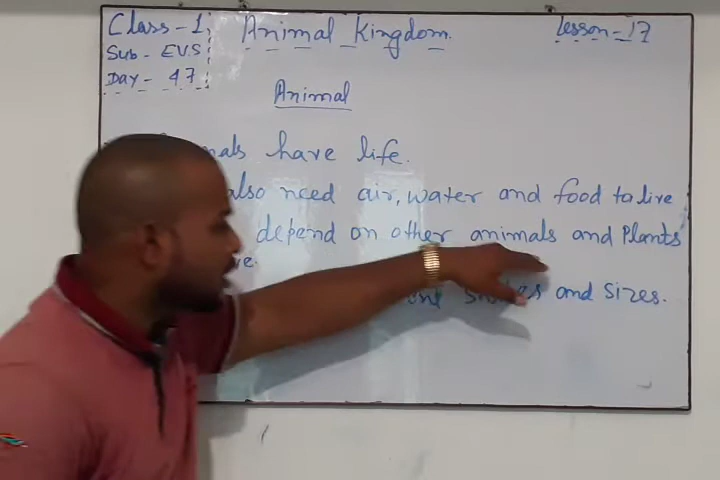 Class - 1,
Sub - EVS
Day - 47
Animal Kingdom.
Lesson - 17
Animal
have life.
also need air, water and food to live
depend on other animals and Plants
and Sizes.